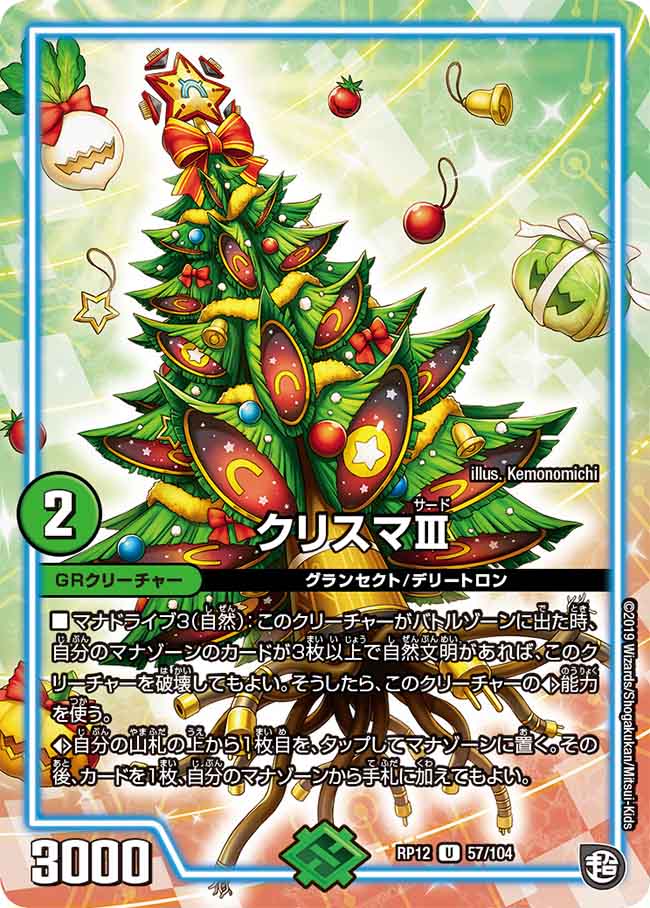 illus. Kemonomichi
サード
2
クリスマⅢ
GRクリーチャー
グランセクト/デリートロン
■マナドライブ3(自然):このクリーチャーがバトルゾーンに出た時、
自分のマナゾーンのカードが3枚以上で自然文明があれば、このク
リーチャーを破壊してもよい。そうしたら、このクリーチャーの◁▷能力
を使う。
◁▷自分の山札の上から1枚目を、タップしてマナゾーンに置く。その
後、カードを1枚、自分のマナゾーンから手札に加えてもよい。
©2019 Wizards/Shogakukan/Mitsui-Kids
3000
RP12 U 57/104
超